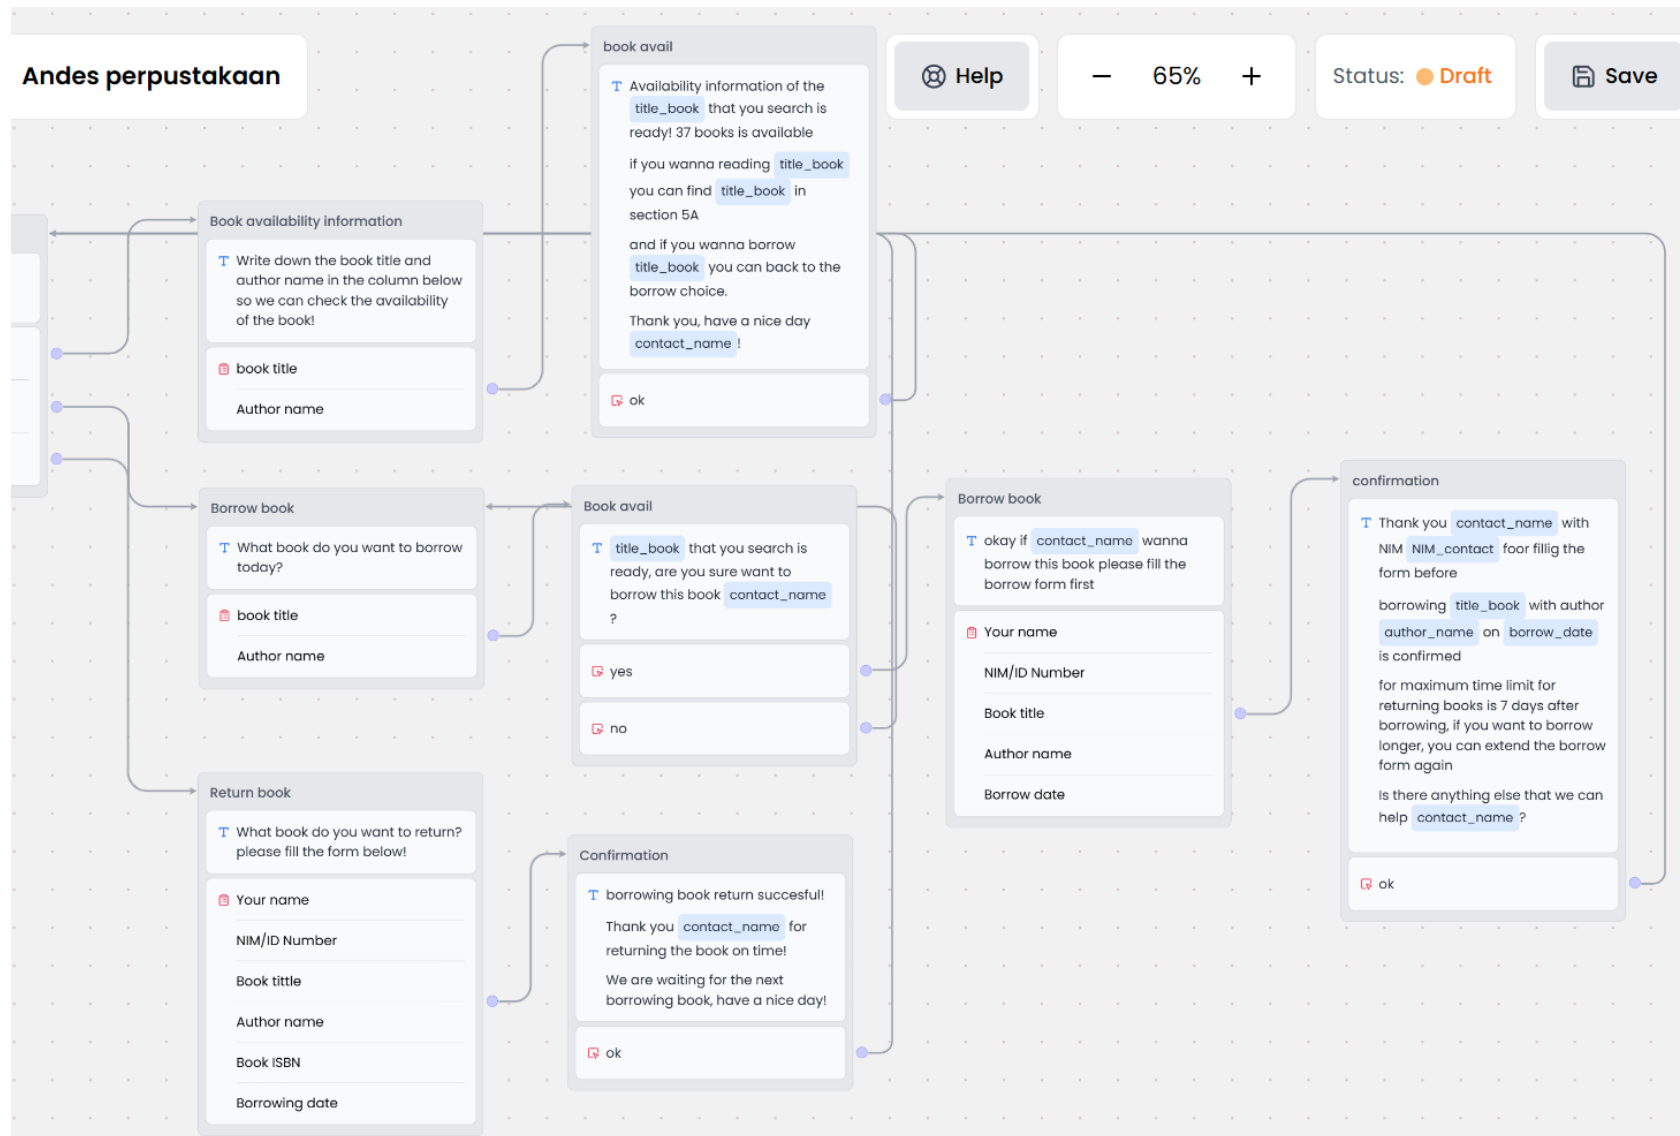 Andes perpustakaan
Help
65%
Status: Draft
Save
book avail
Availability information of the
title_book that you search is
ready! 37 books is available
if you wanna reading title_book
you can find title_book in
section 5A
and if you wanna borrow
title_book you can back to the
borrow choice.
Thank you, have a nice day
contact_name !
ok
Book availability information
Write down the book title and
author name in the column below
so we can check the availability
of the book!
book title
Author name
Borrow book
What book do you want to borrow
today?
book title
Author name
Book avail
title_book that you search is
ready, are you sure want to
borrow this book contact_name
?
yes
no
Borrow book
okay if contact_name wanna
borrow this book please fill the
borrow form first
Your name
NIM/ID Number
Book title
Author name
Borrow date
confirmation
Thank you contact_name with
NIM NIM_contact foor fillig the
form before
borrowing title_book with author
author_name on borrow_date
is confirmed
for maximum time limit for
returning books is 7 days after
borrowing, if you want to borrow
longer, you can extend the borrow
form again
Is there anything else that we can
help contact_name ?
ok
Return book
What book do you want to return?
please fill the form below!
Your name
NIM/ID Number
Book tittle
Author name
Book ISBN
Borrowing date
Confirmation
borrowing book return succesful!
Thank you contact_name for
returning the book on time!
We are waiting for the next
borrowing book, have a nice day!
ok